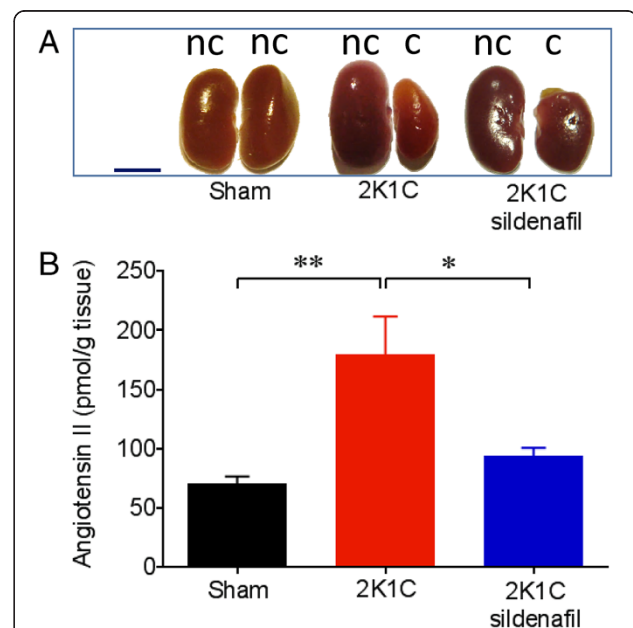 A
nc nc nc c nc c
Sham 2K1C 2K1C
sildenafil
B
** *
Angiotensin II (pmol/g tissue)
250
200
150
100
50
0
Sham 2K1C 2K1C
sildenafil